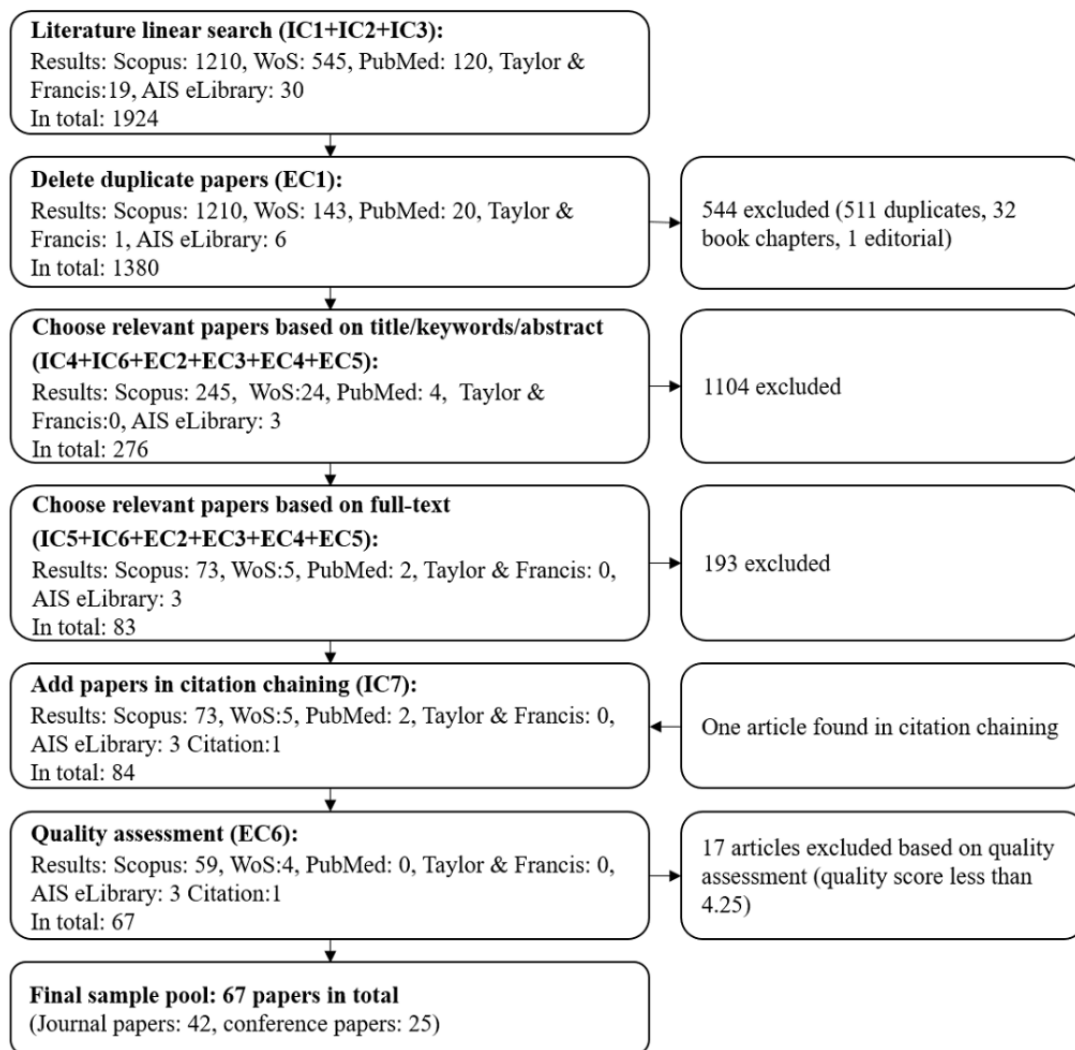 Literature linear search (IC1+IC2+IC3):
Results: Scopus: 1210, WoS: 545, PubMed: 120, Taylor &
Francis:19, AIS eLibrary: 30
In total: 1924
Delete duplicate papers (EC1):
Results: Scopus: 1210, WoS: 143, PubMed: 20, Taylor &
Francis: 1, AIS eLibrary: 6
In total: 1380
544 excluded (511 duplicates, 32
book chapters, 1 editorial)
Choose relevant papers based on title/keywords/abstract
(IC4+IC6+EC2+EC3+EC4+EC5):
Results: Scopus: 245, WoS:24, PubMed: 4, Taylor &
Francis:0, AIS eLibrary: 3
In total: 276
1104 excluded
Choose relevant papers based on full-text
(IC5+IC6+EC2+EC3+EC4+EC5):
Results: Scopus: 73, WoS:5, PubMed: 2, Taylor & Francis: 0,
AIS eLibrary: 3
In total: 83
193 excluded
Add papers in citation chaining (IC7):
Results: Scopus: 73, WoS:5, PubMed: 2, Taylor & Francis: 0,
AIS eLibrary: 3 Citation:1
In total: 84
One article found in citation chaining
Quality assessment (EC6):
Results: Scopus: 59, WoS:4, PubMed: 0, Taylor & Francis: 0,
AIS eLibrary: 3 Citation:1
In total: 67
17 articles excluded based on quality
assessment (quality score less than
4.25)
Final sample pool: 67 papers in total
(Journal papers: 42, conference papers: 25)